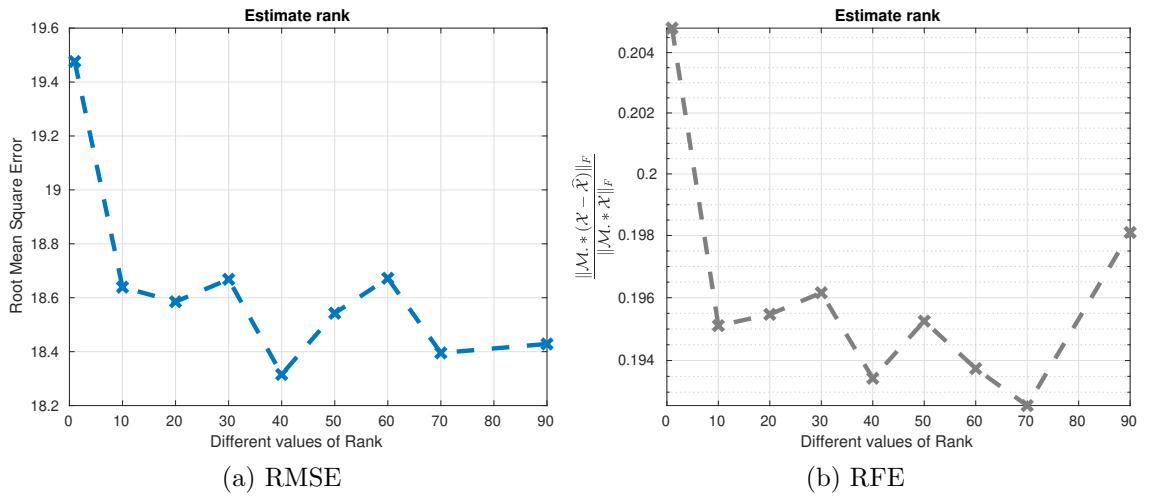 Estimate rank
19.6
19.4
19.2
19
18.8
18.6
18.4
18.2
Root Mean Square Error
0 10 20 30 40 50 60 70 80 90
Different values of Rank
(a) RMSE
Estimate rank
0.204
0.202
0.2
0.198
0.196
0.194
‖ℳ. ∗ (𝒳 − 𝒳̂)‖_F
‖ℳ. ∗ 𝒳‖_F
0 10 20 30 40 50 60 70 80 90
Different values of Rank
(b) RFE